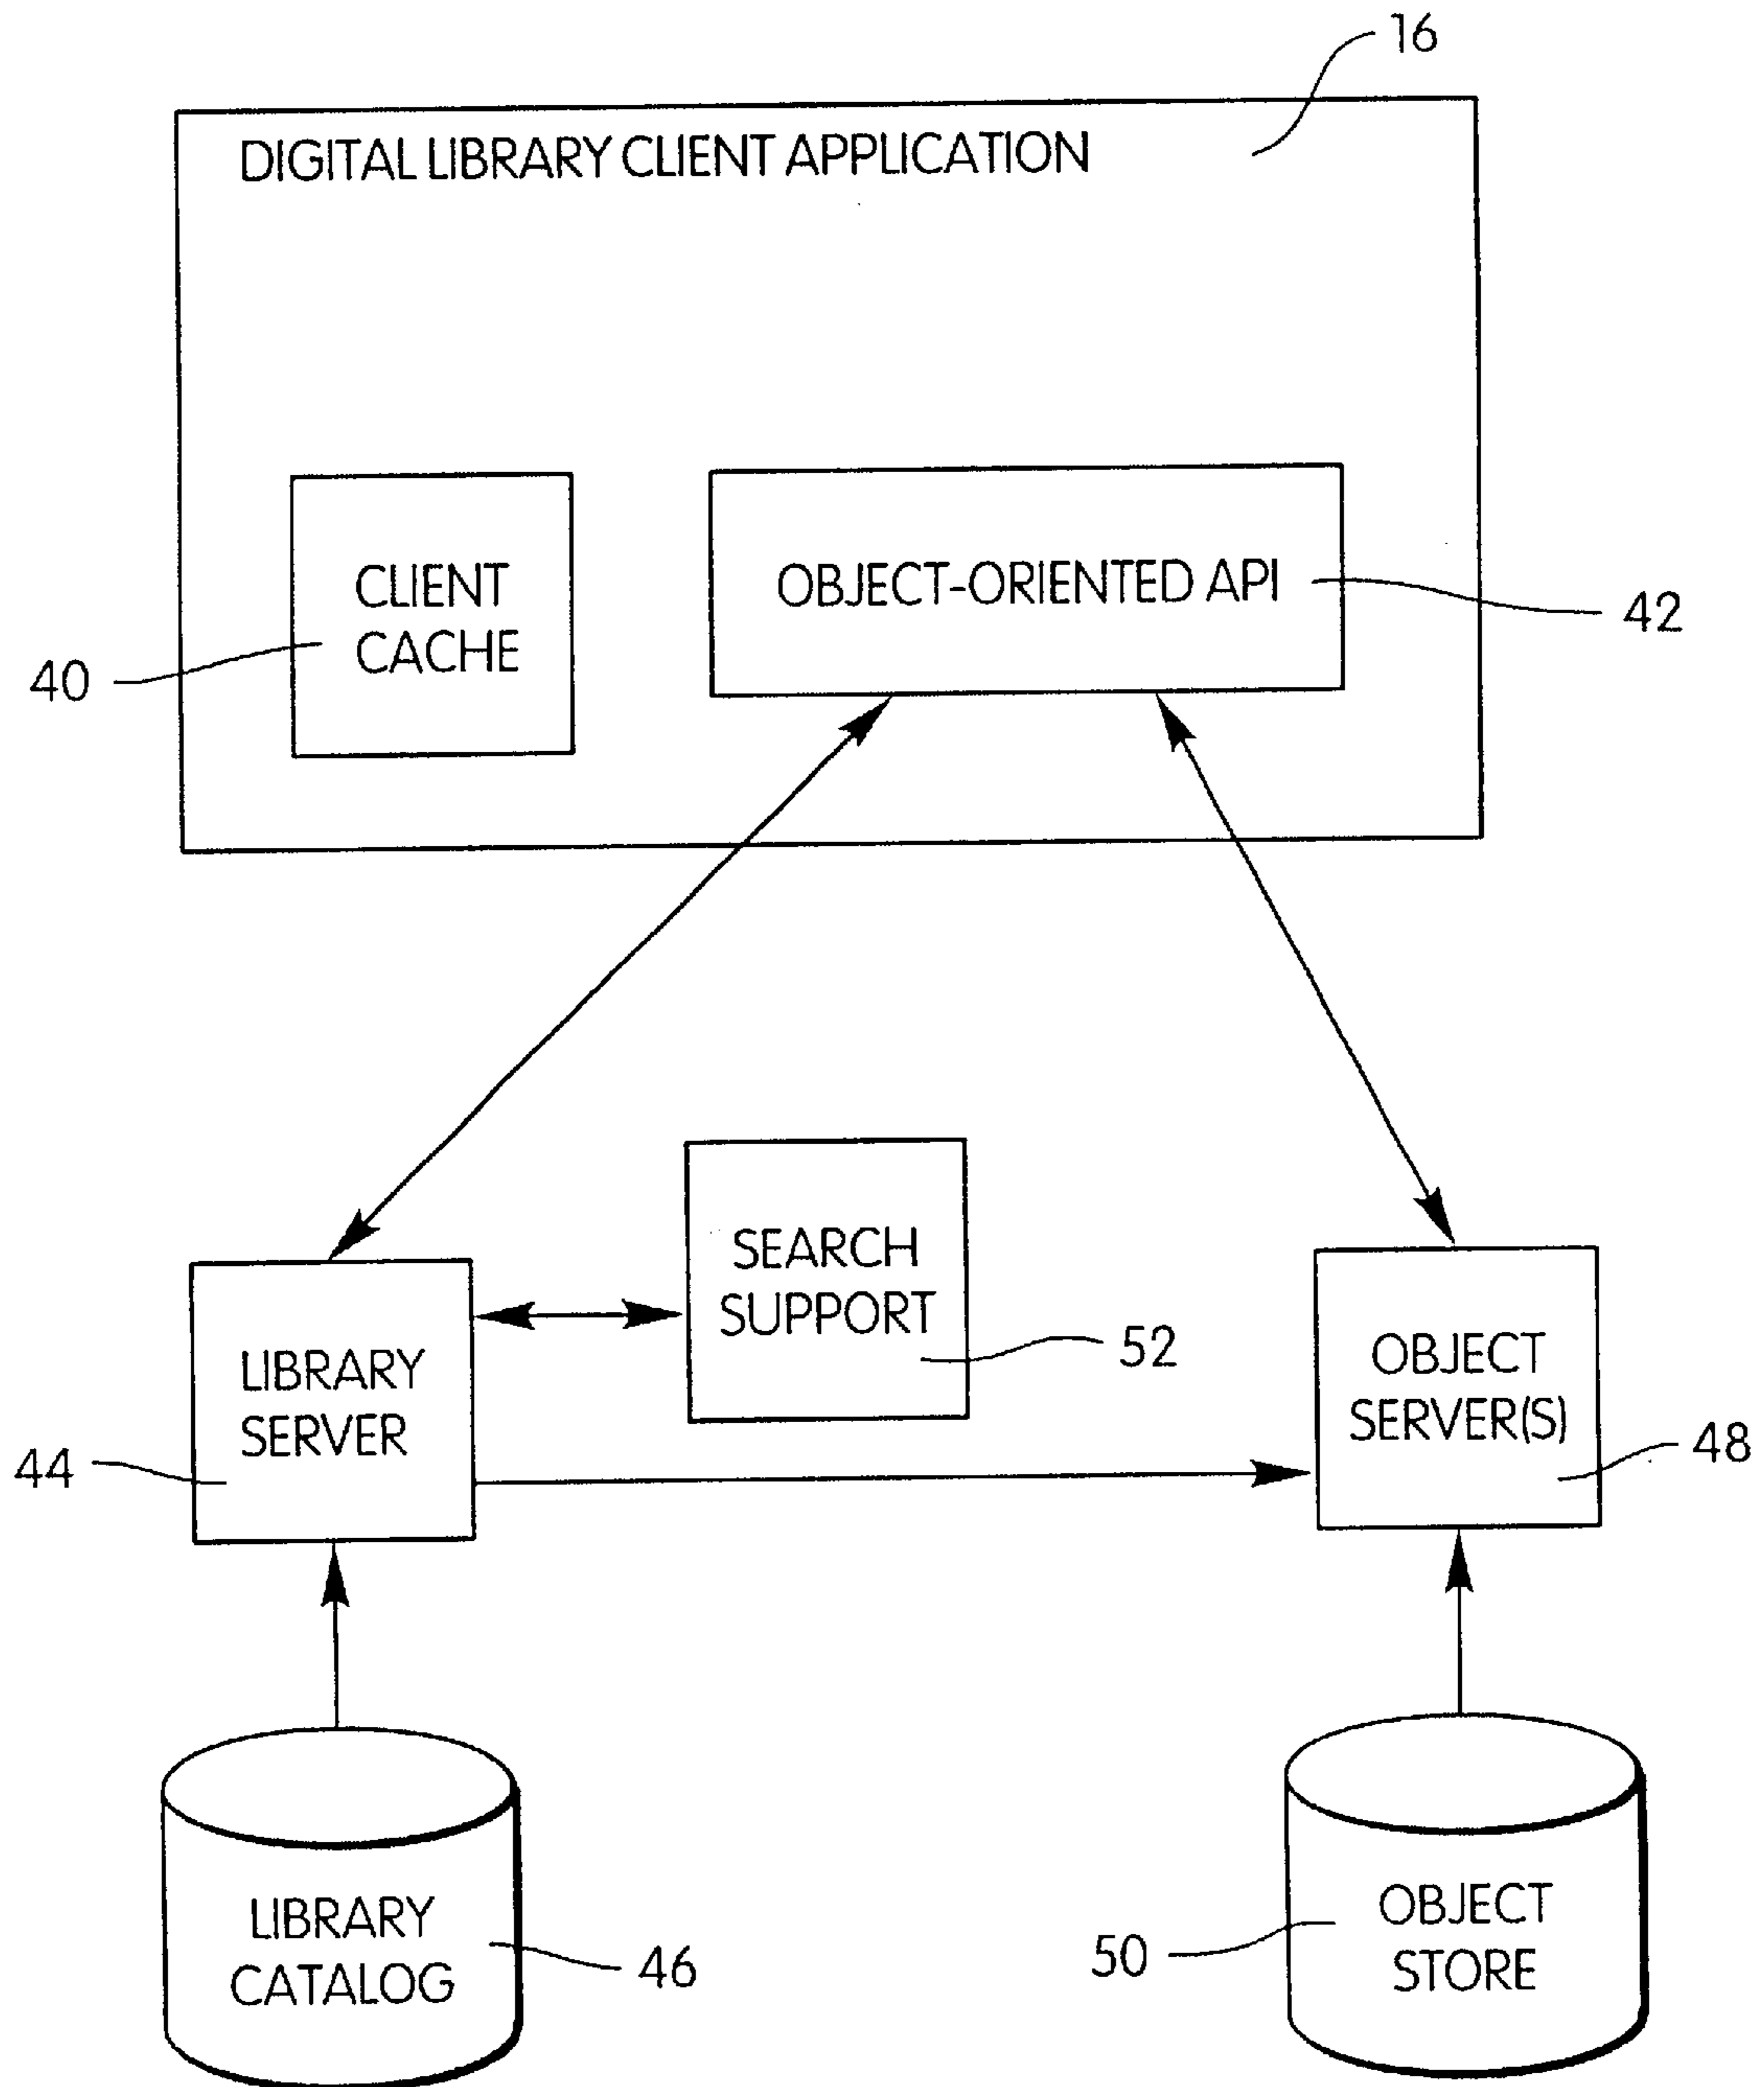 16
DIGITAL LIBRARY CLIENT APPLICATION
CLIENT
CACHE
40
OBJECT-ORIENTED API
42
SEARCH
SUPPORT
52
LIBRARY
SERVER
44
OBJECT
SERVER(S)
48
LIBRARY
CATALOG
46
OBJECT
STORE
50